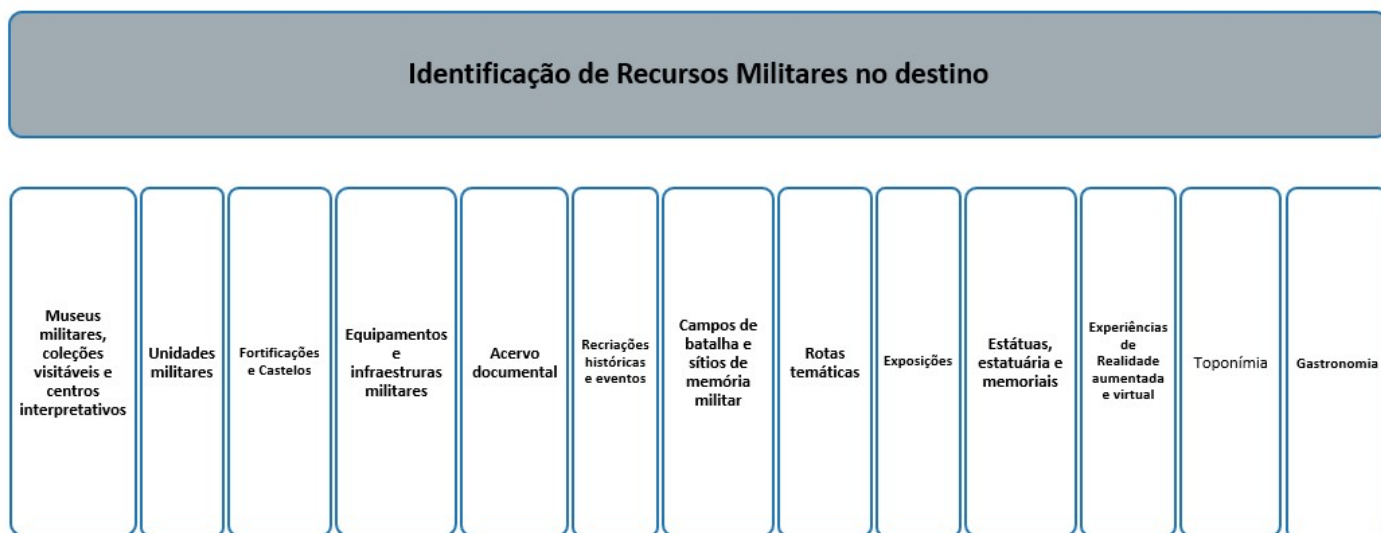 Identificação de Recursos Militares no destino
Museus
militares,
coleções
visitáveis e
centros
interpretativos
Unidades
militares
Fortificações
e Castelos
Equipamentos
e
infraestruras
militares
Acervo
documental
Recriações
históricas
e eventos
Campos de
batalha e
sítios de
memória
militar
Rotas
temáticas
Exposições
Estátuas,
estatuária e
memoriais
Experiências
de
Realidade
aumentada
e virtual
Toponímia
Gastronomia